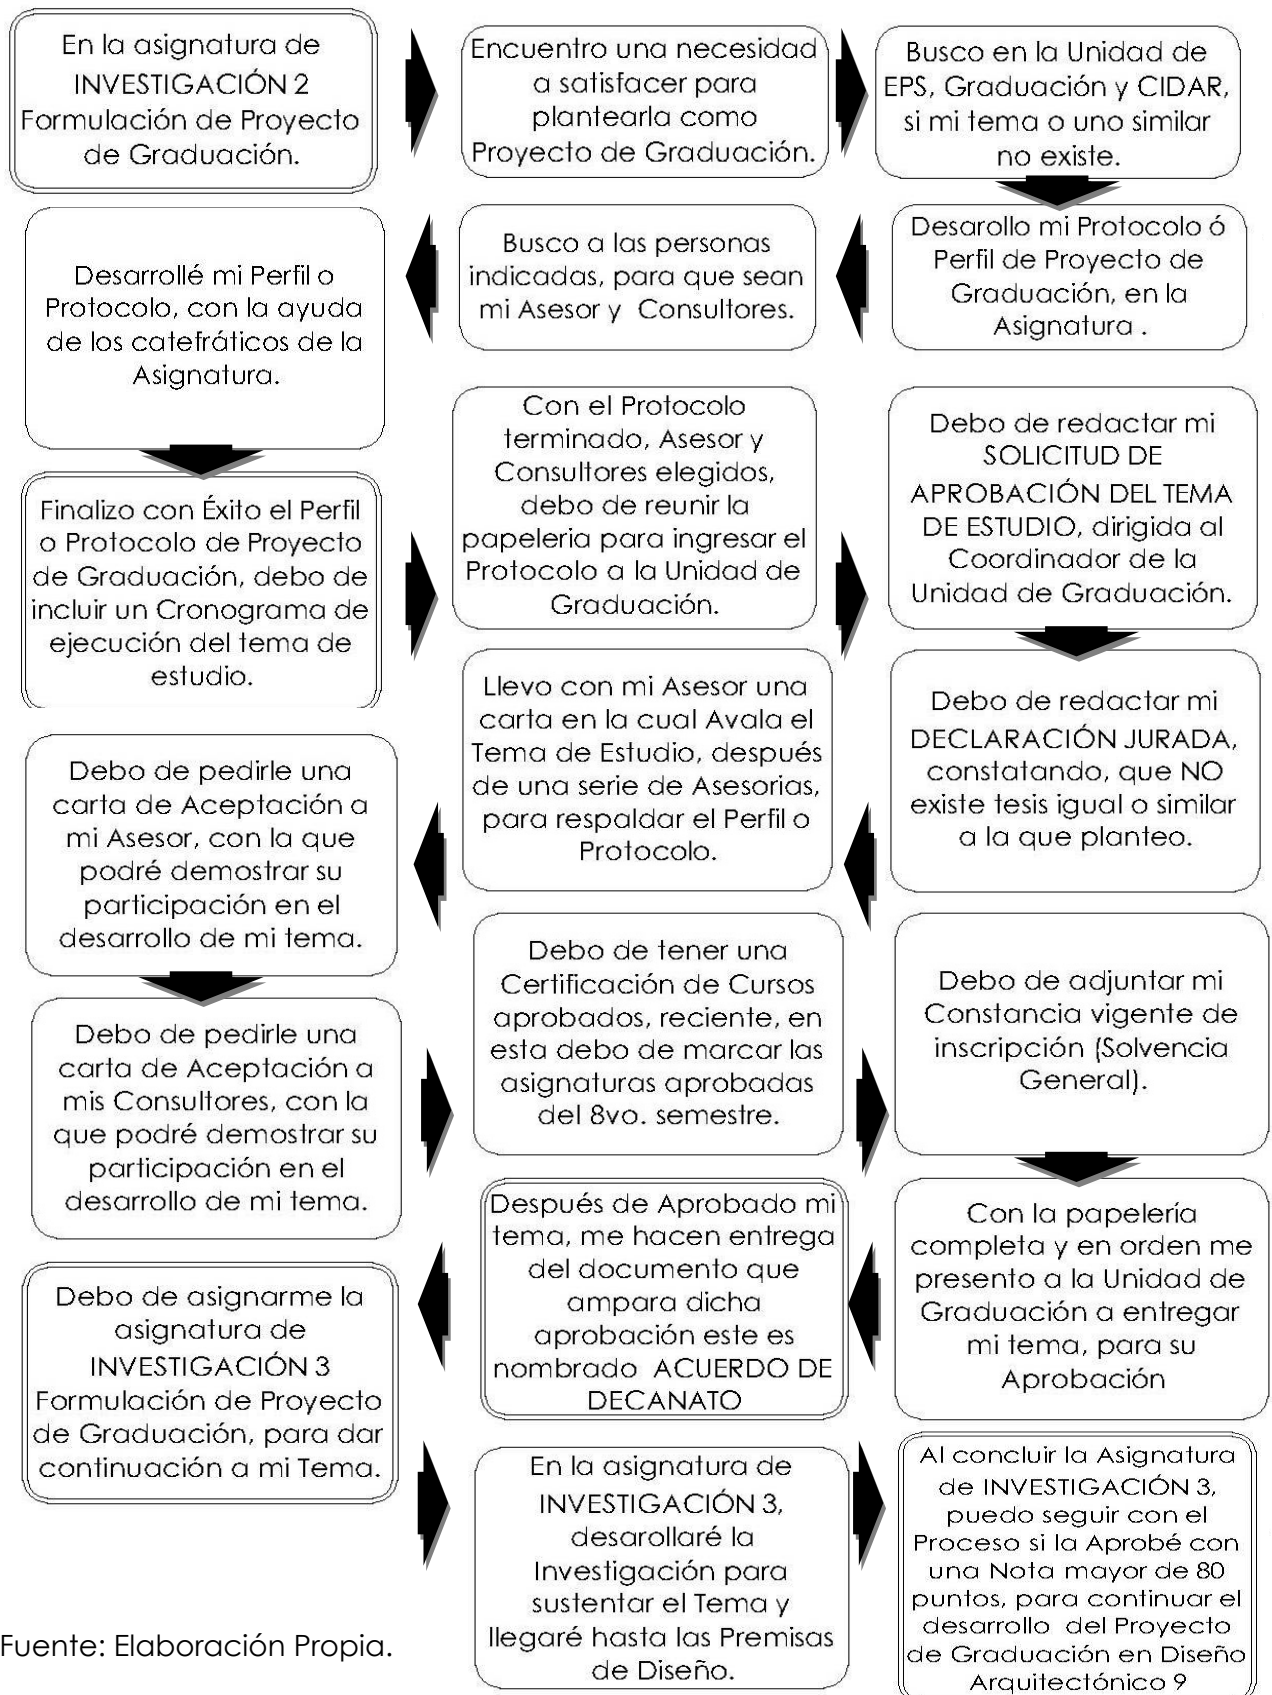 En la asignatura de
INVESTIGACIÓN 2
Formulación de Proyecto
de Graduación.
Encuentro una necesidad
a satisfacer para
plantearla como
Proyecto de Graduación.
Busco en la Unidad de
EPS, Graduación y CIDAR,
si mi tema o uno similar
no existe.
Desarollo mi Protocolo ó
Perfil de Proyecto de
Graduación, en la
Asignatura .
Busco a las personas
indicadas, para que sean
mi Asesor y Consultores.
Desarrollé mi Perfil o
Protocolo, con la ayuda
de los catefráticos de la
Asignatura.
Finalizo con Éxito el Perfil
o Protocolo de Proyecto
de Graduación, debo de
incluir un Cronograma de
ejecución del tema de
estudio.
Con el Protocolo
terminado, Asesor y
Consultores elegidos,
debo de reunir la
papeleria para ingresar el
Protocolo a la Unidad de
Graduación.
Debo de redactar mi
SOLICITUD DE
APROBACIÓN DEL TEMA
DE ESTUDIO, dirigida al
Coordinador de la
Unidad de Graduación.
Debo de redactar mi
DECLARACIÓN JURADA,
constatando, que NO
existe tesis igual o similar
a la que planteo.
Llevo con mi Asesor una
carta en la cual Avala el
Tema de Estudio, después
de una serie de Asesorias,
para respaldar el Perfil o
Protocolo.
Debo de pedirle una
carta de Aceptación a
mi Asesor, con la que
podré demostrar su
participación en el
desarrollo de mi tema.
Debo de pedirle una
carta de Aceptación a
mis Consultores, con la
que podré demostrar su
participación en el
desarrollo de mi tema.
Debo de tener una
Certificación de Cursos
aprobados, reciente, en
esta debo de marcar las
asignaturas aprobadas
del 8vo. semestre.
Debo de adjuntar mi
Constancia vigente de
inscripción (Solvencia
General).
Con la papelería
completa y en orden me
presento a la Unidad de
Graduación a entregar
mi tema, para su
Aprobación
Después de Aprobado mi
tema, me hacen entrega
del documento que
ampara dicha
aprobación este es
nombrado ACUERDO DE
DECANATO
Debo de asignarme la
asignatura de
INVESTIGACIÓN 3
Formulación de Proyecto
de Graduación, para dar
continuación a mi Tema.
En la asignatura de
INVESTIGACIÓN 3,
desarollaré la
Investigación para
sustentar el Tema y
llegaré hasta las Premisas
de Diseño.
Al concluir la Asignatura
de INVESTIGACIÓN 3,
puedo seguir con el
Proceso si la Aprobé con
una Nota mayor de 80
puntos, para continuar el
desarrollo del Proyecto
de Graduación en Diseño
Arquitectónico 9
Fuente: Elaboración Propia.